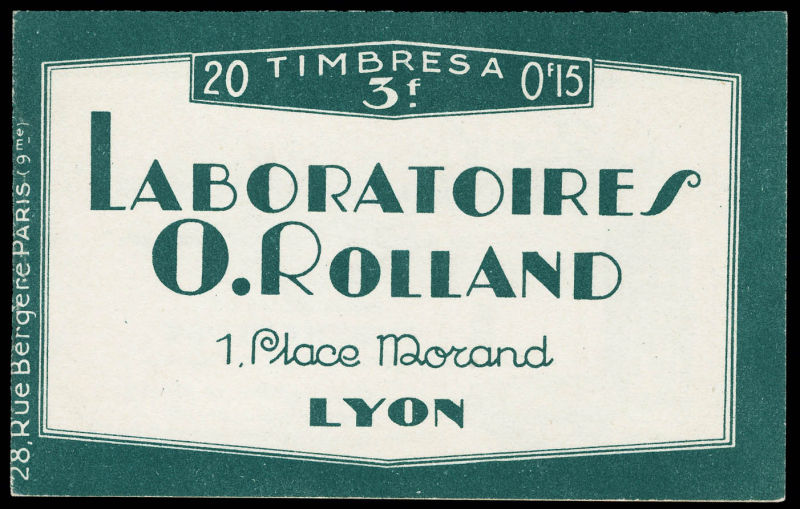 20 TIMBRES A 0f15
3f.
LABORATOIRES
O. ROLLAND
1, Place Morand
LYON
28, Rue Bergère PARIS (9me)